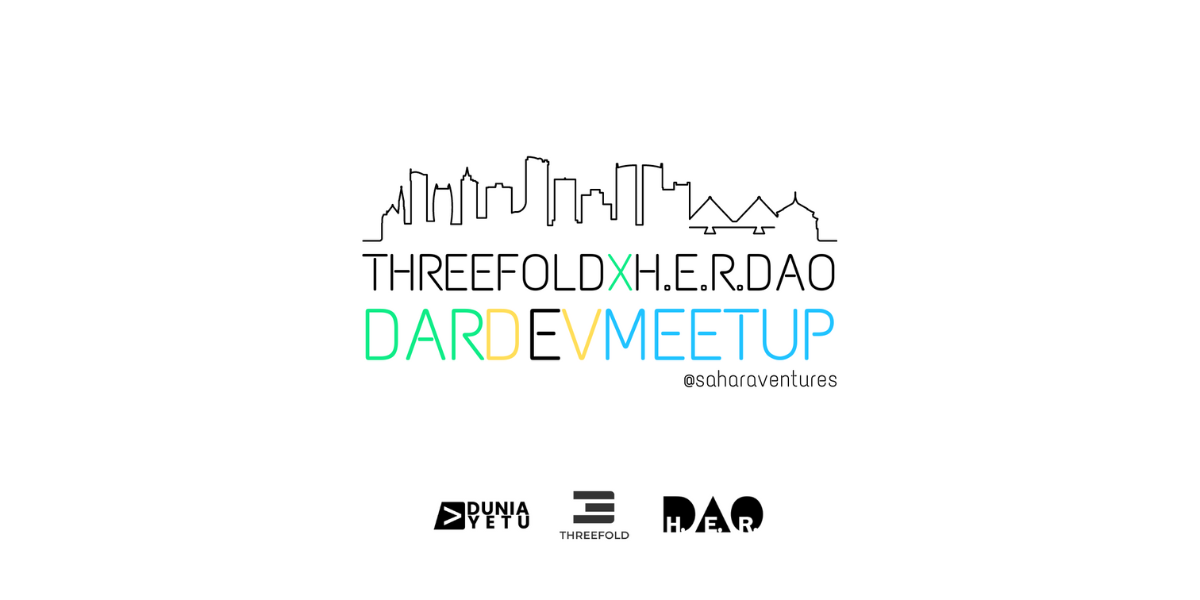 THREEFOLDXH.E.R.DAO
DARDEVMEETUP
@saharaventures
DUNIA
YETU
THREEFOLD
DAO
H.E.R.